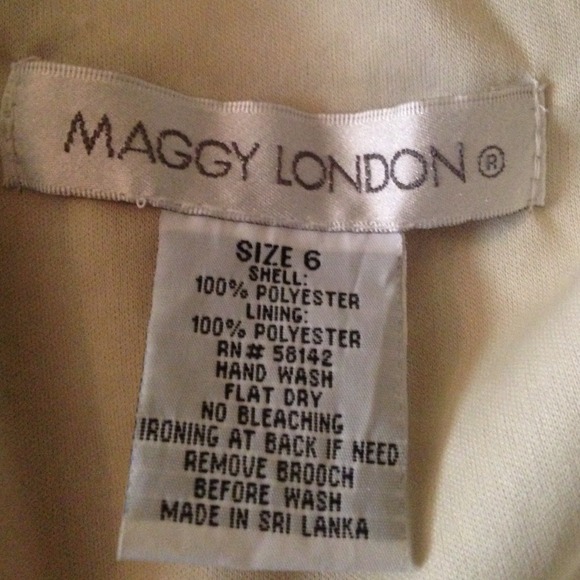 MAGGY LONDON ®
SIZE 6
SHELL:
100% POLYESTER
LINING:
100% POLYESTER
RN# 58142
HAND WASH
FLAT DRY
NO BLEACHING
IRONING AT BACK IF NEED
REMOVE BROOCH
BEFORE WASH
MADE IN SRI LANKA